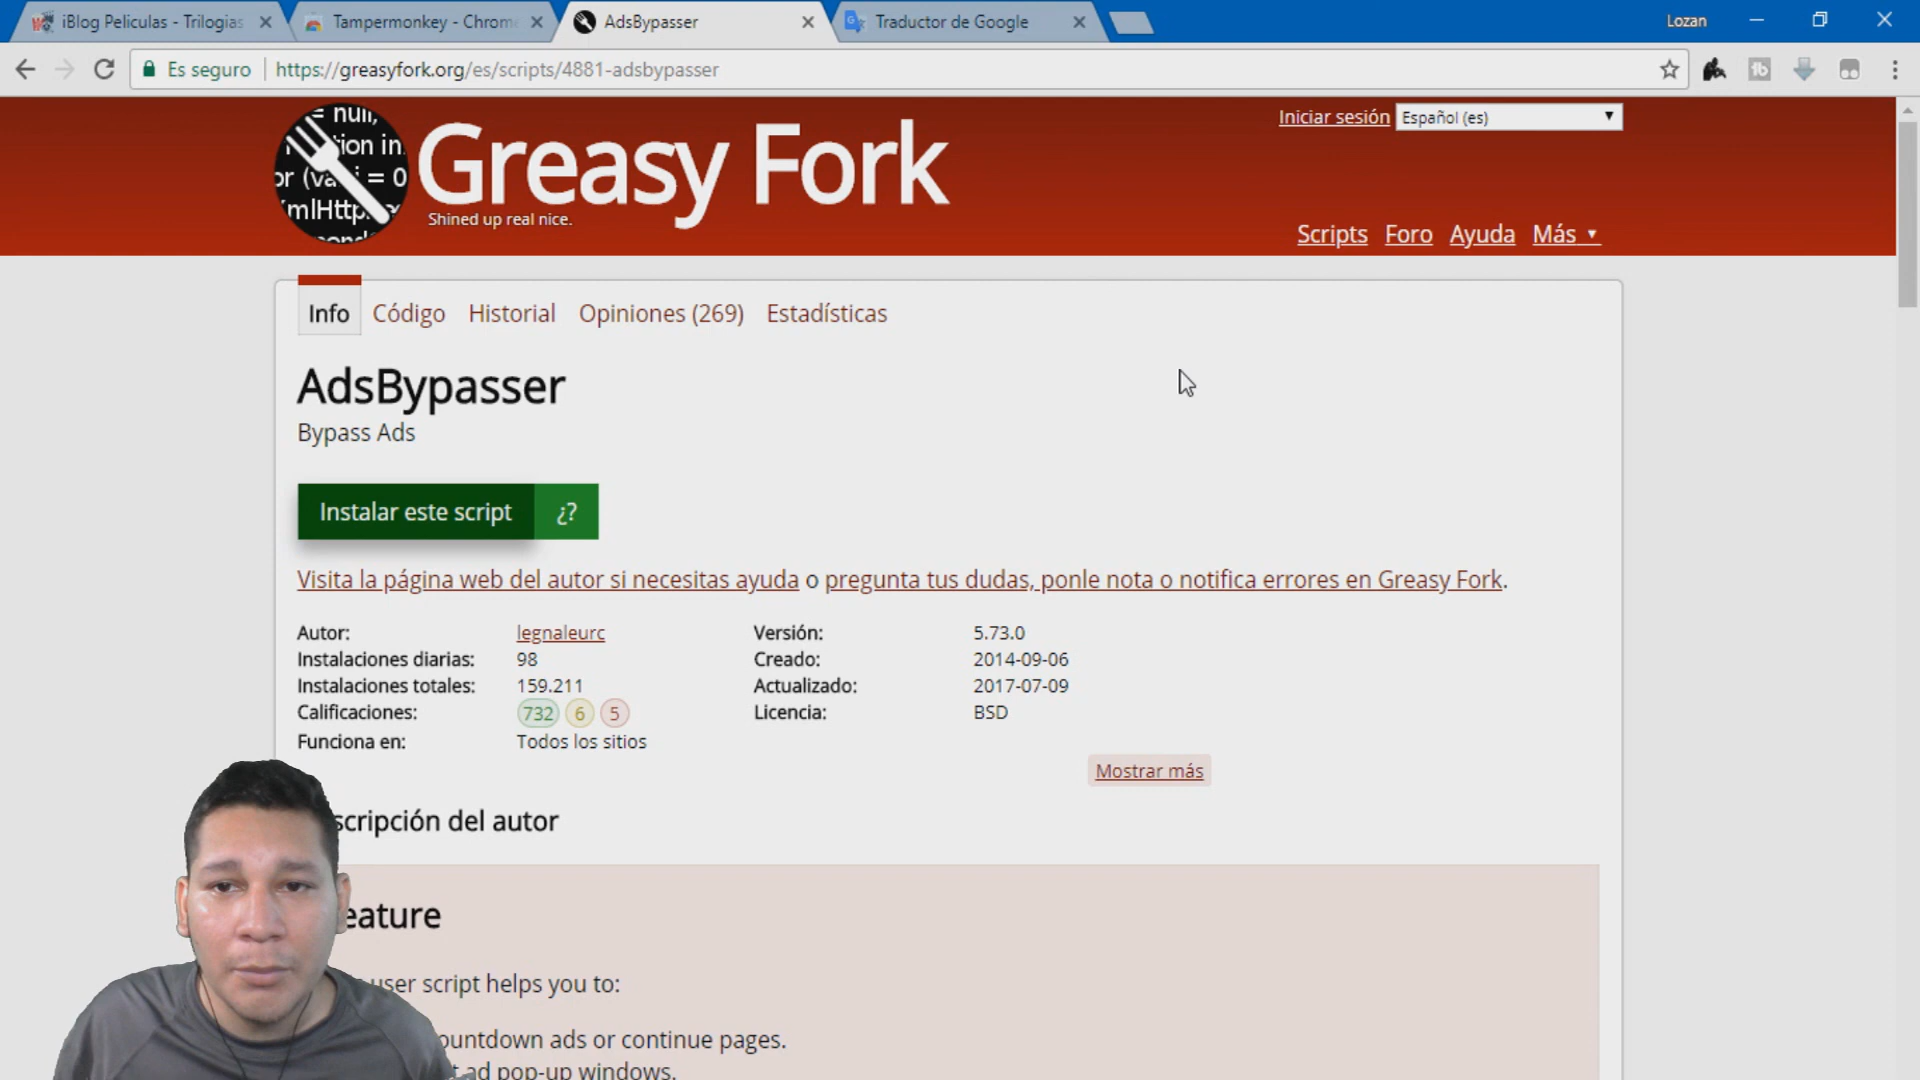 iBlog Peliculas - Trilogias
Tampermonkey - Chrome
AdsBypasser
Traductor de Google
Lozan
Es seguro
https://greasyfork.org/es/scripts/4881-adsbypasser
Greasy Fork
Shined up real nice.
Iniciar sesión
Español (es)
Scripts Foro Ayuda Más
Info Código Historial Opiniones (269) Estadísticas
AdsBypasser
Bypass Ads
Instalar este script ¿?
Visita la página web del autor si necesitas ayuda o pregunta tus dudas, ponle nota o notifica errores en Greasy Fork.
Autor: legnaleurc Versión: 5.73.0
Instalaciones diarias: 98 Creado: 2014-09-06
Instalaciones totales: 159.211 Actualizado: 2017-07-09
Calificaciones: 732 6 5 Licencia: BSD
Funciona en: Todos los sitios
Mostrar más
scripción del autor
eature
user script helps you to:
ountdown ads or continue pages.
ad pop-up windows.